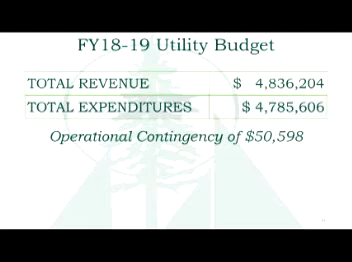 FY18-19 Utility Budget
TOTAL REVENUE $ 4,836,204
TOTAL EXPENDITURES $ 4,785,606
Operational Contingency of $50,598